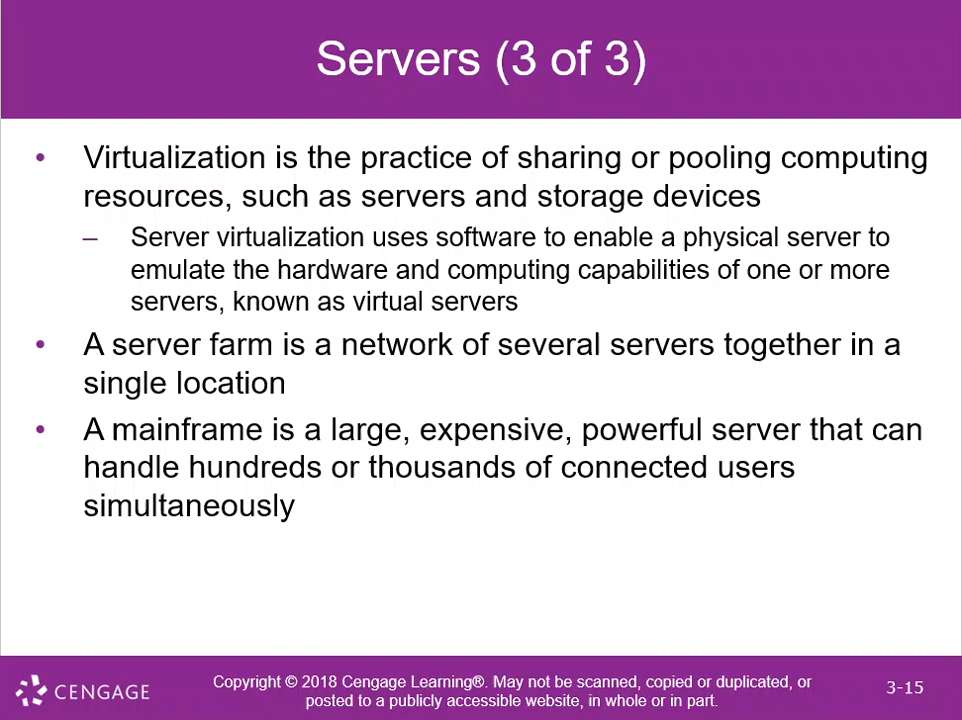 Servers (3 of 3)
• Virtualization is the practice of sharing or pooling computing
resources, such as servers and storage devices
– Server virtualization uses software to enable a physical server to
emulate the hardware and computing capabilities of one or more
servers, known as virtual servers
• A server farm is a network of several servers together in a
single location
• A mainframe is a large, expensive, powerful server that can
handle hundreds or thousands of connected users
simultaneously
CENGAGE
Copyright © 2018 Cengage Learning®. May not be scanned, copied or duplicated, or
posted to a publicly accessible website, in whole or in part.
3-15